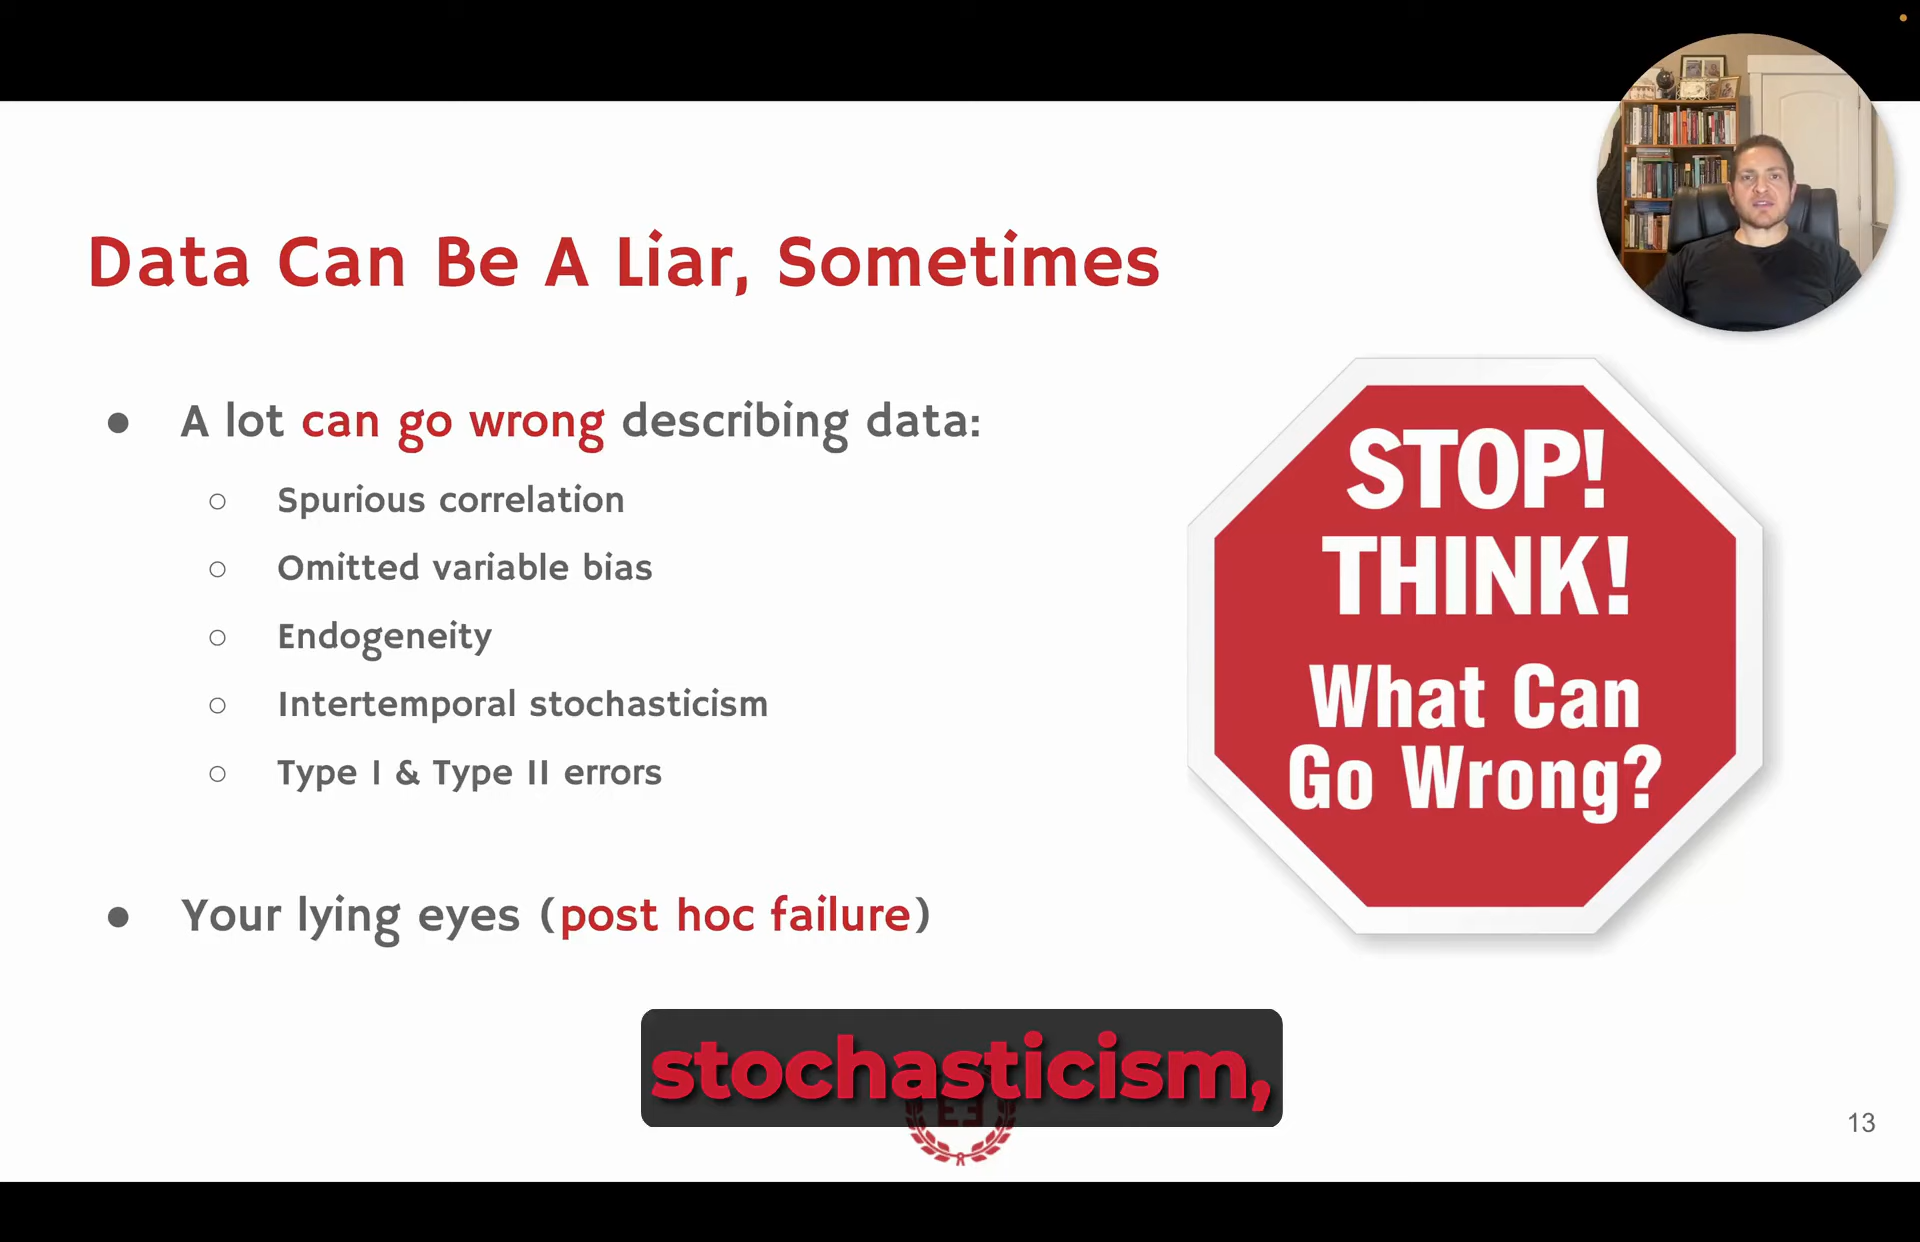 Data Can Be A Liar, Sometimes
● A lot can go wrong describing data:
○ Spurious correlation
○ Omitted variable bias
○ Endogeneity
○ Intertemporal stochasticism
○ Type I & Type II errors
● Your lying eyes (post hoc failure)
STOP!
THINK!
What Can
Go Wrong?
stochasticism,
13